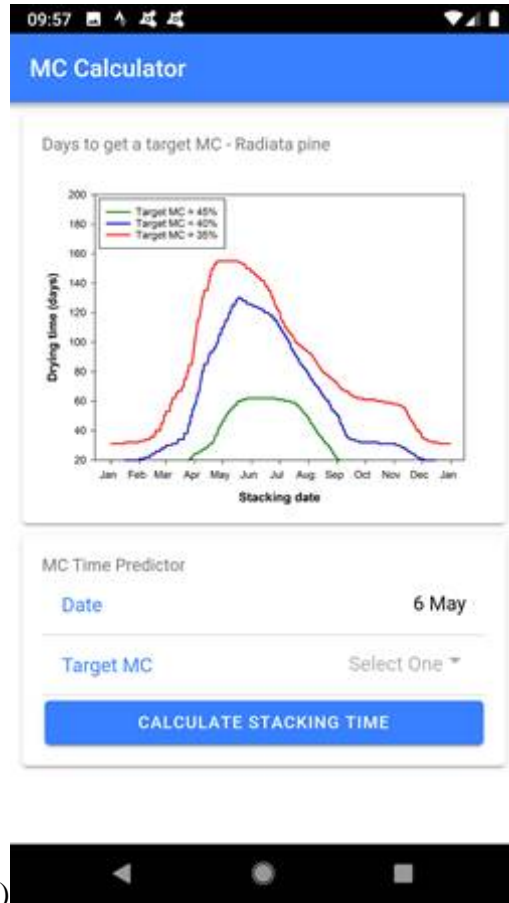 09:57
MC Calculator
Days to get a target MC - Radiata pine
200
180
160
140
120
100
80
60
40
20
Drying time (days)
Target MC = 45%
Target MC = 40%
Target MC = 35%
Jan Feb Mar Apr May Jun Jul Aug Sep Oct Nov Dec Jan
Stacking date
MC Time Predictor
Date 6 May
Target MC Select One
CALCULATE STACKING TIME
)